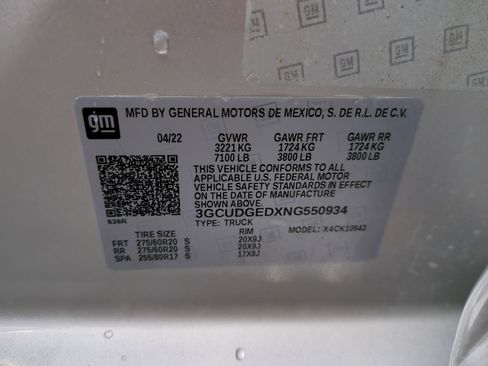 gm
MFD BY GENERAL MOTORS DE MEXICO, S. DE R.L. DE C.V.
04/22 GVWR GAWR FRT GAWR RR
3221 KG 1724 KG 1724 KG
7100 LB 3800 LB 3800 LB
THIS VEHICLE CONFORMS TO ALL
APPLICABLE U.S. FEDERAL MOTOR
VEHICLE SAFETY STANDARDS IN EFFECT
ON THE DATE OF MANUFACTURE
SHOWN ABOVE.
3GCUDGEDXNG550934
TYPE: TRUCK
636R
TIRE SIZE RIM MODEL: X4CK10543
FRT 275/60R20 S 20X9J
RR 275/60R20 S 20X9J
SPA 255/80R17 S 17X8J